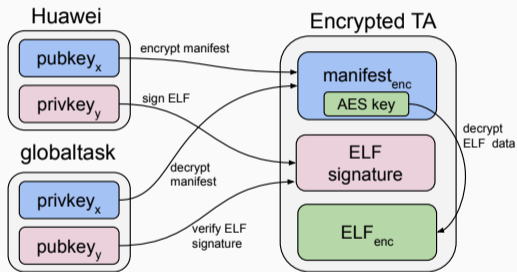 Huawei
pubkeyx
privkeyy
globaltask
privkeyx
pubkeyy
encrypt manifest
sign ELF
decrypt
manifest
verify ELF
signature
Encrypted TA
manifestenc
AES key
ELF
signature
ELFenc
decrypt
ELF data